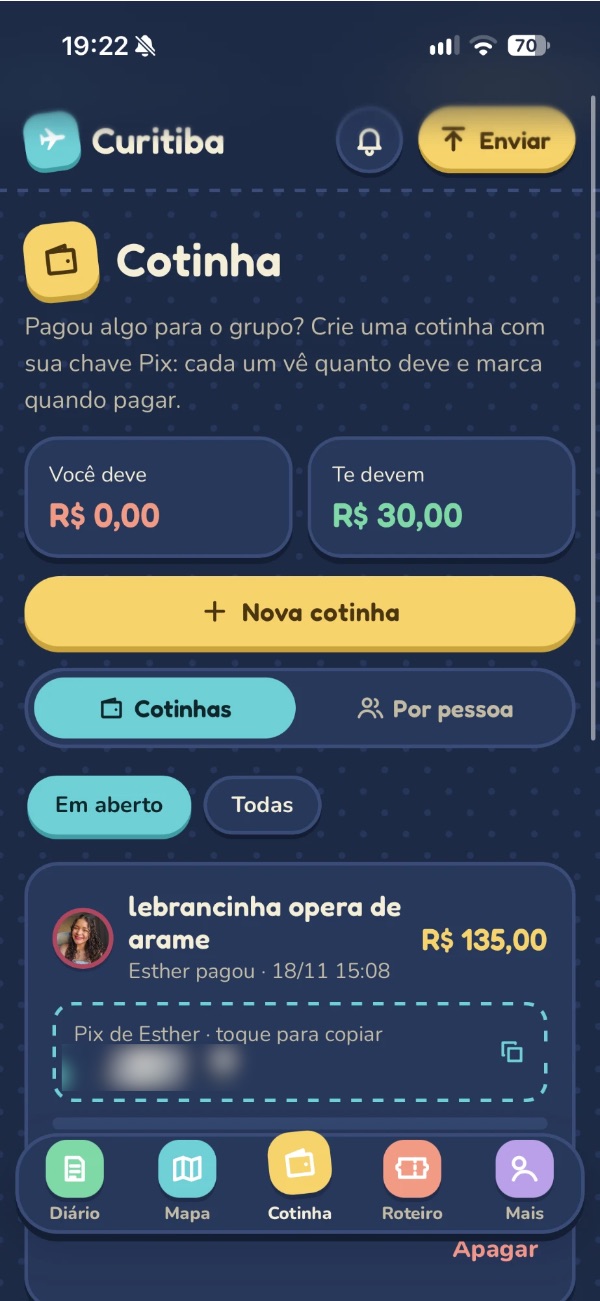 19:22
70
Curitiba
Enviar
Cotinha
Pagou algo para o grupo? Crie uma cotinha com
sua chave Pix: cada um vê quanto deve e marca
quando pagar.
Você deve
R$ 0,00
Te devem
R$ 30,00
Nova cotinha
Cotinhas
Por pessoa
Em aberto
Todas
lebrancinha opera de
arame
R$ 135,00
Esther pagou · 18/11 15:08
Pix de Esther · toque para copiar
Diário
Mapa
Cotinha
Roteiro
Mais
Apagar